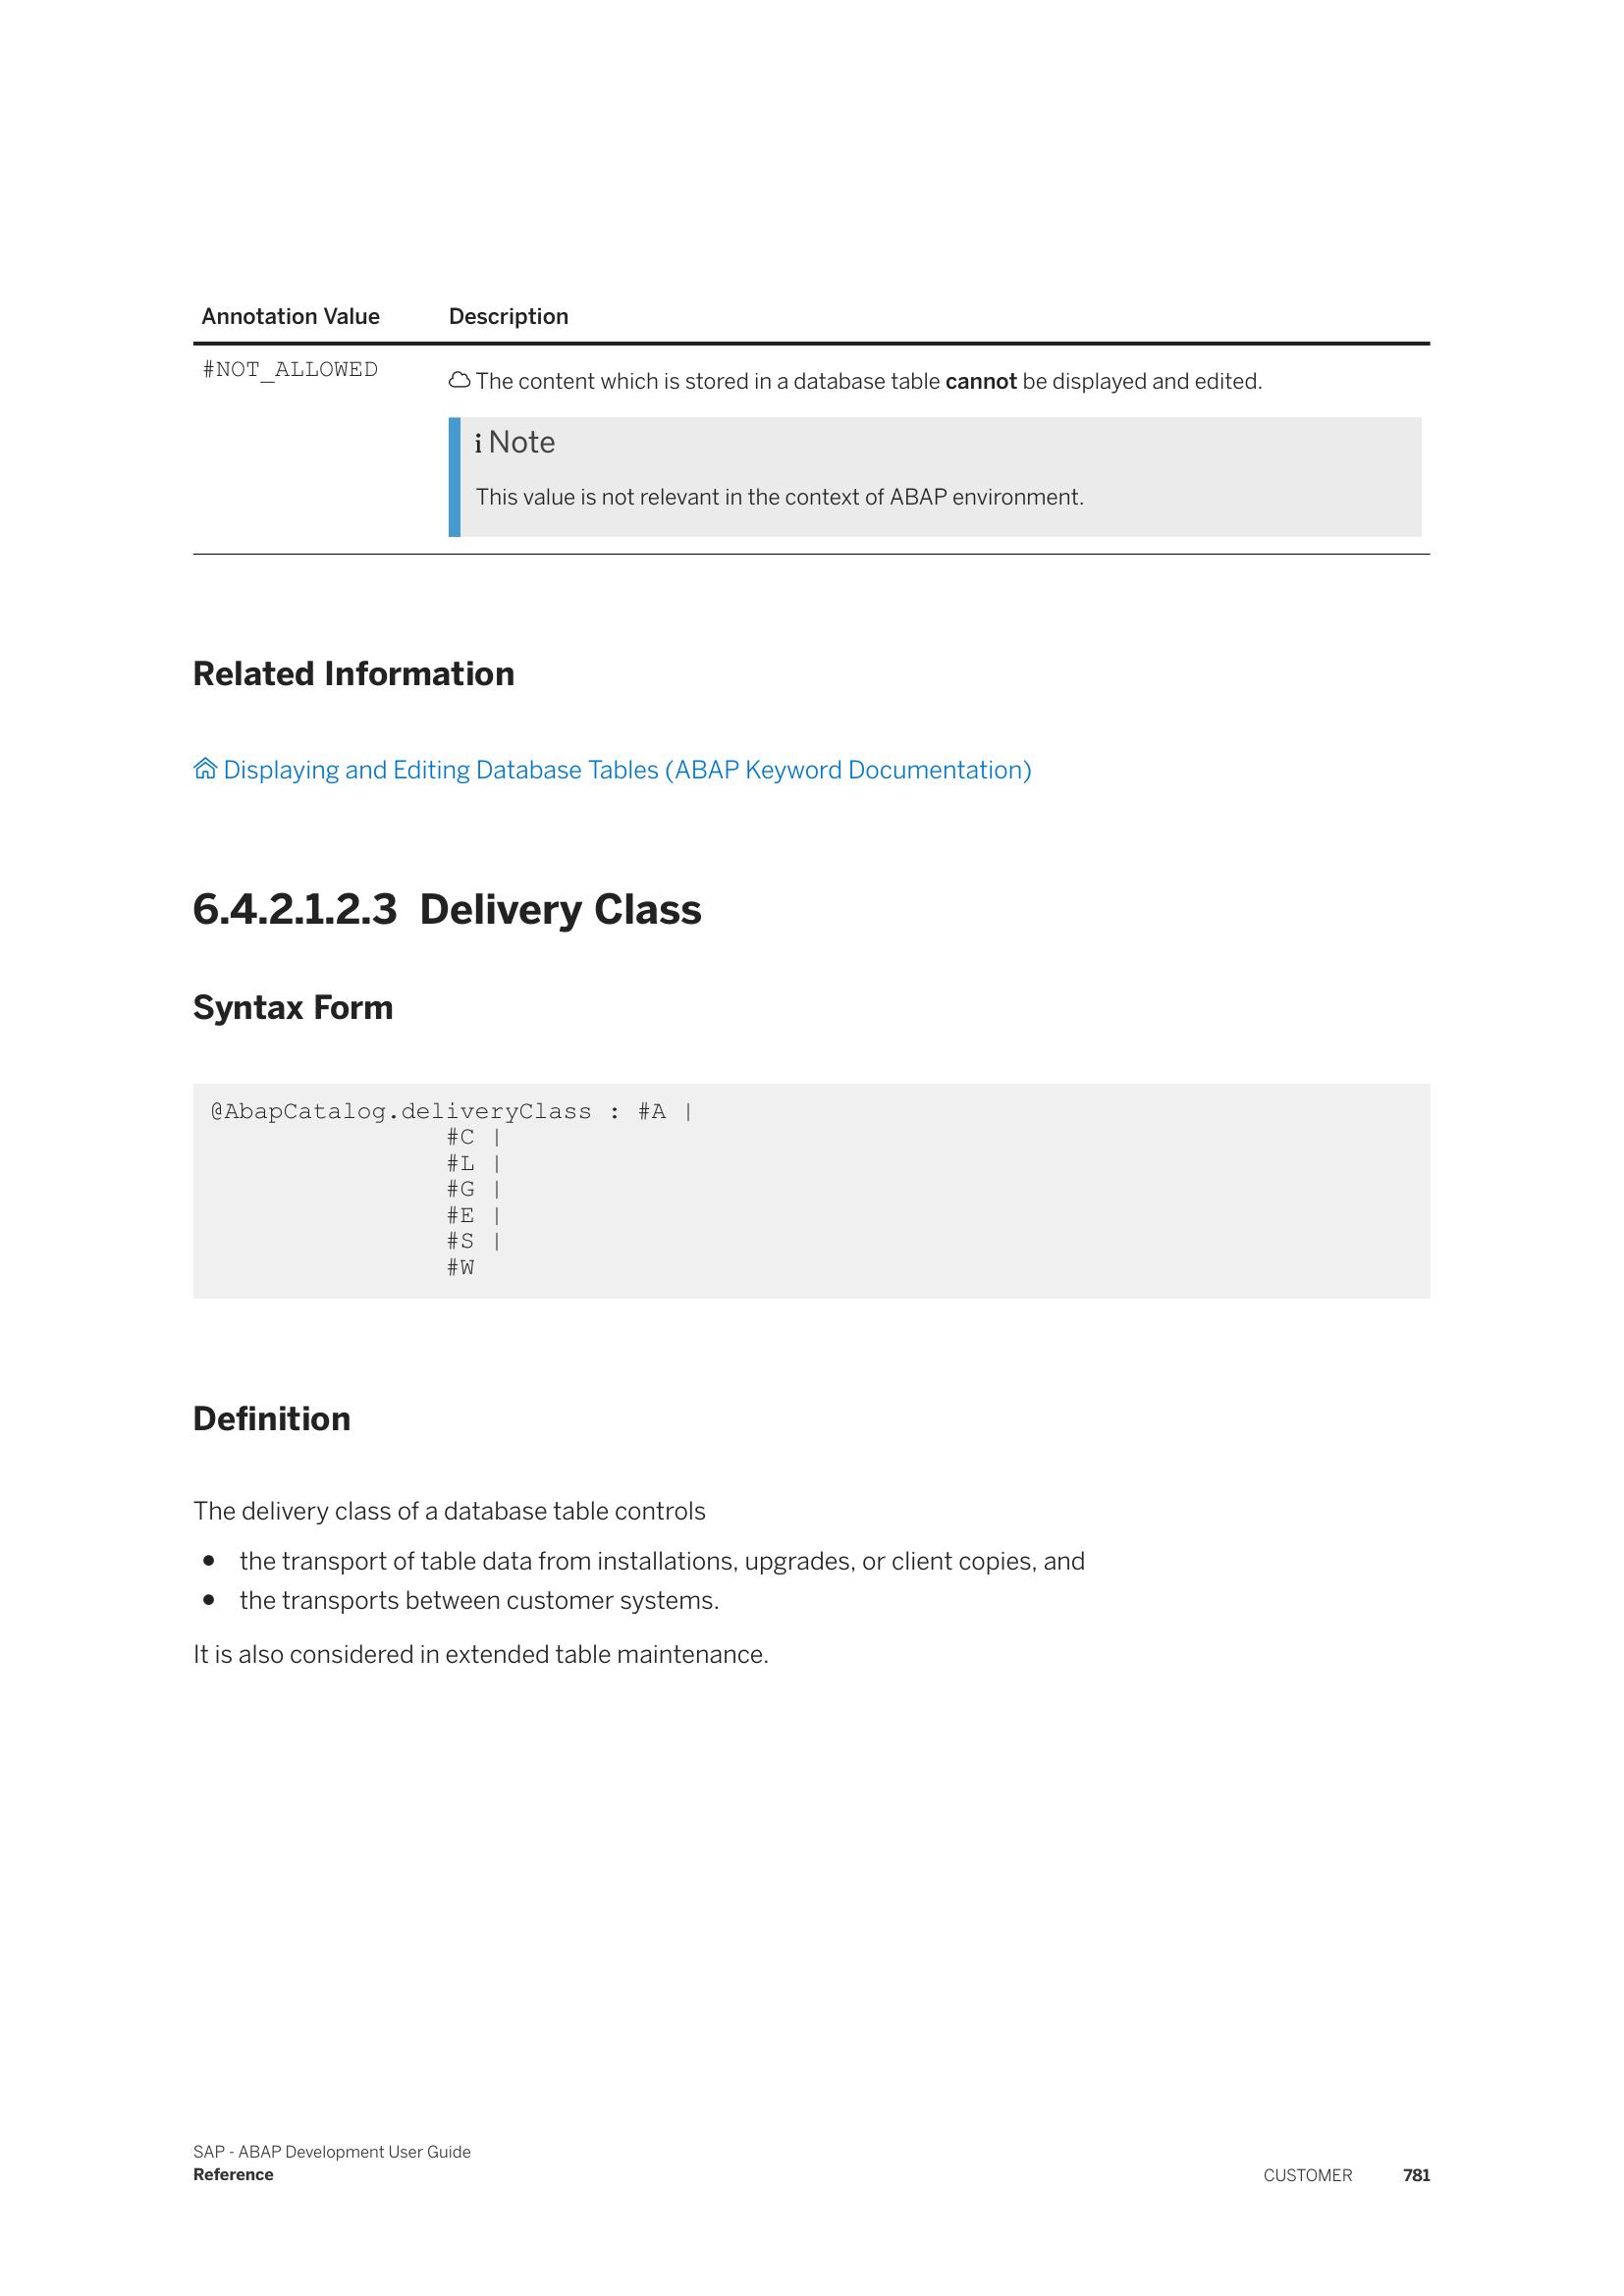 Annotation Value Description
#NOT_ALLOWED
The content which is stored in a database table cannot be displayed and edited.
i Note
This value is not relevant in the context of ABAP environment.
Related Information
Displaying and Editing Database Tables (ABAP Keyword Documentation)
6.4.2.1.2.3 Delivery Class
Syntax Form
@AbapCatalog.deliveryClass : #A |
#C |
#L |
#G |
#E |
#S |
#W
Definition
The delivery class of a database table controls
● the transport of table data from installations, upgrades, or client copies, and
● the transports between customer systems.
It is also considered in extended table maintenance.
SAP - ABAP Development User Guide
Reference CUSTOMER 781